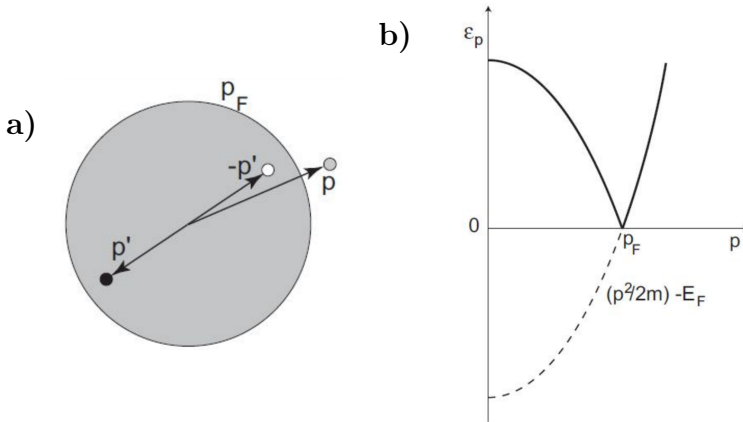 a)
p_F
-p'
p
p'
b)
ε_p
0
p_F
p
(p²/2m) -E_F